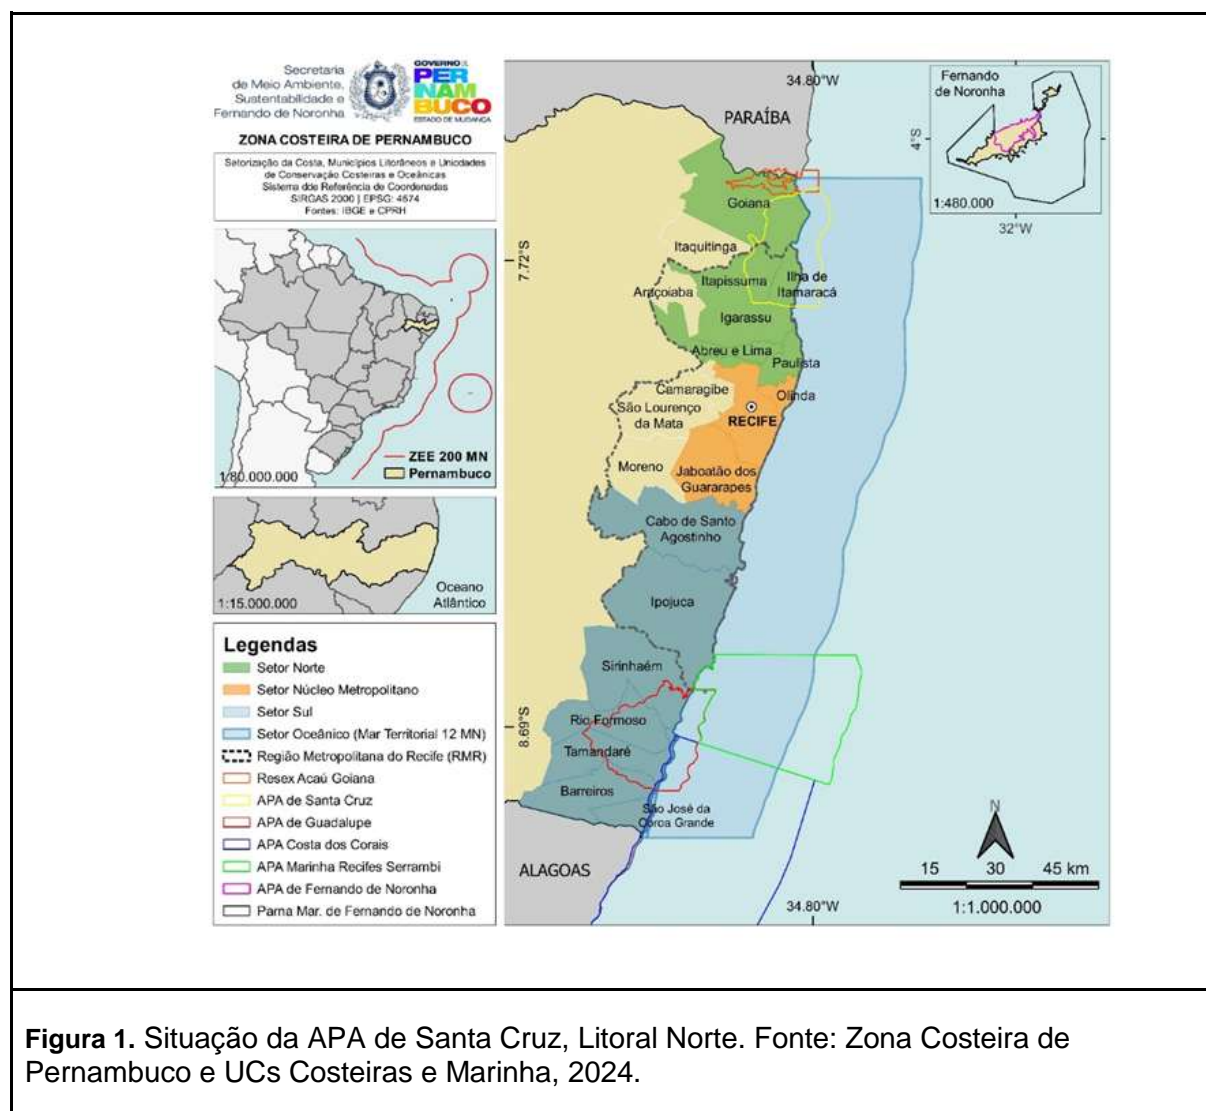 Secretaria
de Meio Ambiente,
Sustentabilidade e
Fernando de Noronha
GOVERNO DE
PER
NAM
BUCO
ESTADO DE MUDANÇA
ZONA COSTEIRA DE PERNAMBUCO
Setorização da Costa, Municípios Litorâneos e Uniodades
de Conservação Costeiras e Oceânicas
Sistema dde Referência de Coordenadas
SIRGAS 2000 | EPSG: 4674
Fontes: IBGE e CPRH
ZEE 200 MN
Pernambuco
1:80.000.000
Oceano
Atlântico
1:15.000.000
Legendas
Setor Norte
Setor Núcleo Metropolitano
Setor Sul
Setor Oceânico (Mar Territorial 12 MN)
Região Metropolitana do Recife (RMR)
Resex Acaú Goiana
APA de Santa Cruz
APA de Guadalupe
APA Costa dos Corais
APA Marinha Recifes Serrambi
APA de Fernando de Noronha
Parna Mar. de Fernando de Noronha
34.80°W
PARAÍBA
Fernando
de Noronha
4°S
1:480.000
32°W
Goiana
7.72°S
Itaquitinga
Itapissuma
Ilha de
Itamaracá
Araçoiaba
Igarassu
Abreu e Lima
Paulista
Camaragibe
Olinda
São Lourenço
da Mata
RECIFE
Moreno
Jaboatão dos
Guararapes
Cabo de Santo
Agostinho
Ipojuca
Sirinhaém
8.69°S
Rio Formoso
Tamandaré
Barreiros
São José da
Coroa Grande
ALAGOAS
34.80°W
N
15 30 45 km
1:1.000.000
Figura 1. Situação da APA de Santa Cruz, Litoral Norte. Fonte: Zona Costeira de
Pernambuco e UCs Costeiras e Marinha, 2024.